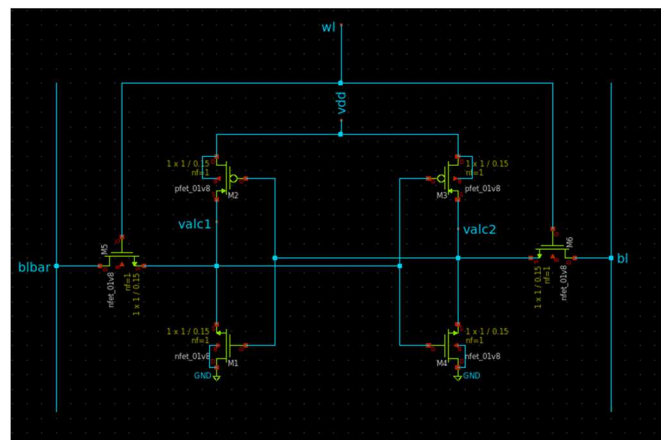 wl
vdd
1 x 1 / 0.15
nf=1
pfet_01v8
M2
1 x 1 / 0.15
nf=1
pfet_01v8
M3
valc1
valc2
M5
nfet_01v8
nf=1
1 x 1 / 0.15
blbar
M6
1 x 1 / 0.15
nf=1
nfet_01v8
bl
1 x 1 / 0.15
nf=1
nfet_01v8
M1
GND
1 x 1 / 0.15
nf=1
nfet_01v8
M4
GND